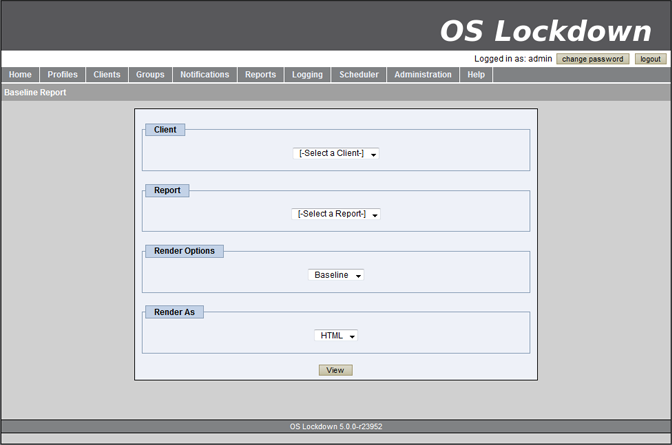 OS Lockdown
Logged in as: admin change password logout
Home Profiles Clients Groups Notifications Reports Logging Scheduler Administration Help
Baseline Report
Client
[-Select a Client-]
Report
[-Select a Report-]
Render Options
Baseline
Render As
HTML
View
OS Lockdown 5.0.0-r23952